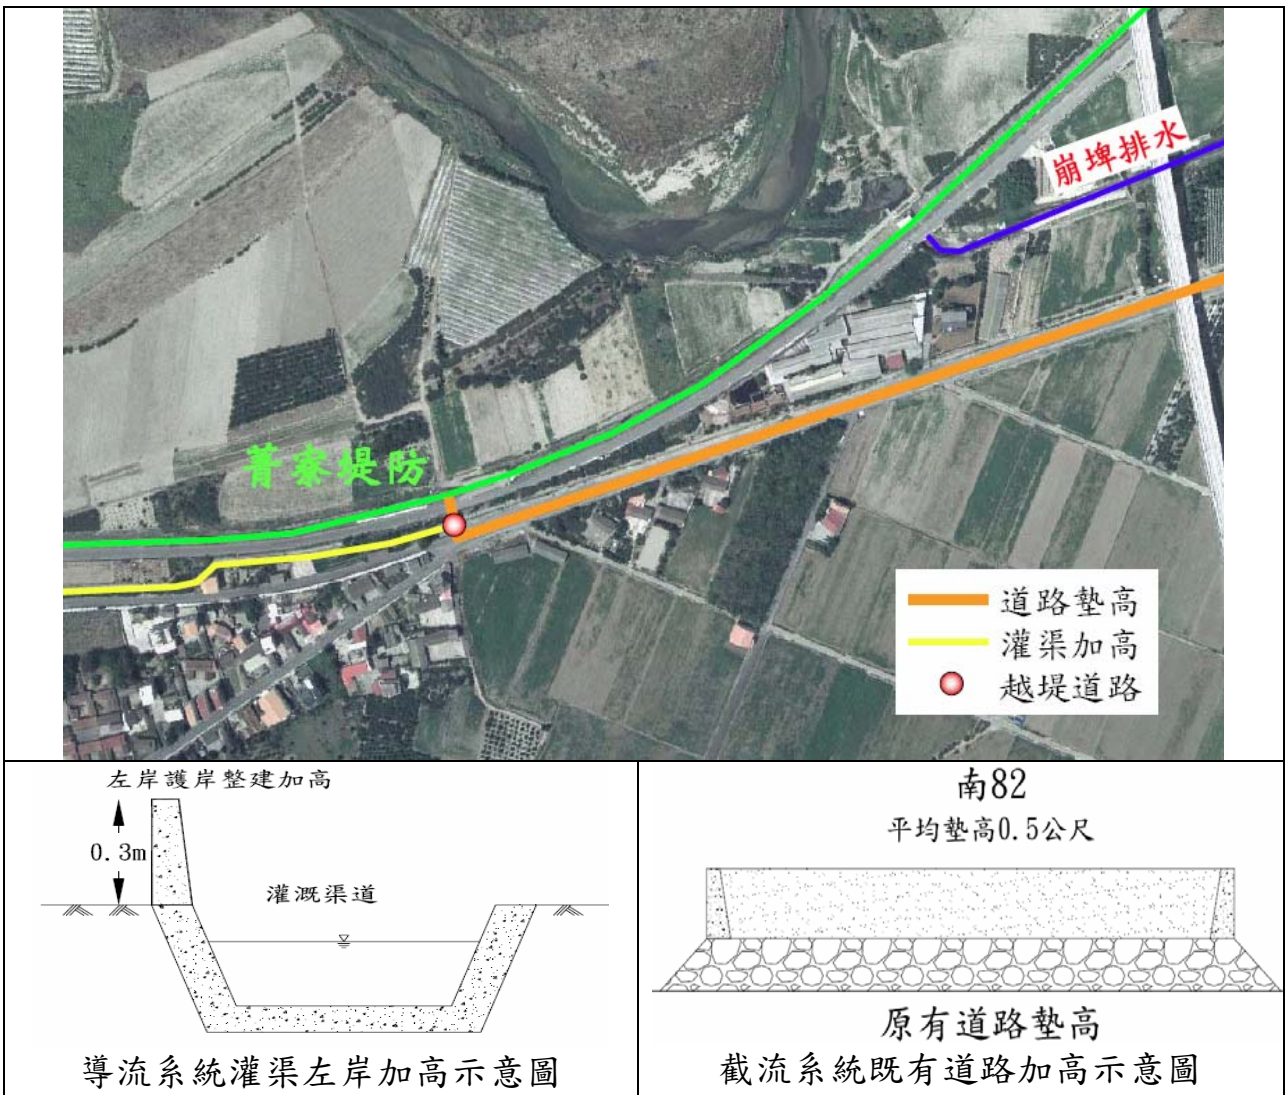 崩埤排水
菁寮堤防
道路墊高
灌渠加高
越堤道路
左岸護岸整建加高
0.3m
灌溉渠道
導流系統灌渠左岸加高示意圖
南82
平均墊高0.5公尺
原有道路墊高
截流系統既有道路加高示意圖